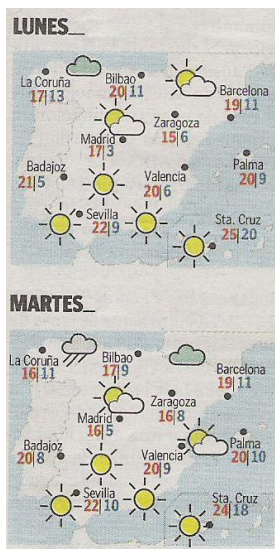 LUNES_
La Coruña
17|13
Bilbao
20|11
Barcelona
19|11
Zaragoza
15|6
Madrid
17|3
Badajoz
21|5
Valencia
20|6
Palma
20|9
Sevilla
22|9
Sta. Cruz
25|20
MARTES_
La Coruña
16|11
Bilbao
17|9
Barcelona
19|11
Zaragoza
16|8
Madrid
16|5
Badajoz
20|8
Valencia
20|9
Palma
20|10
Sevilla
22|10
Sta. Cruz
24|18